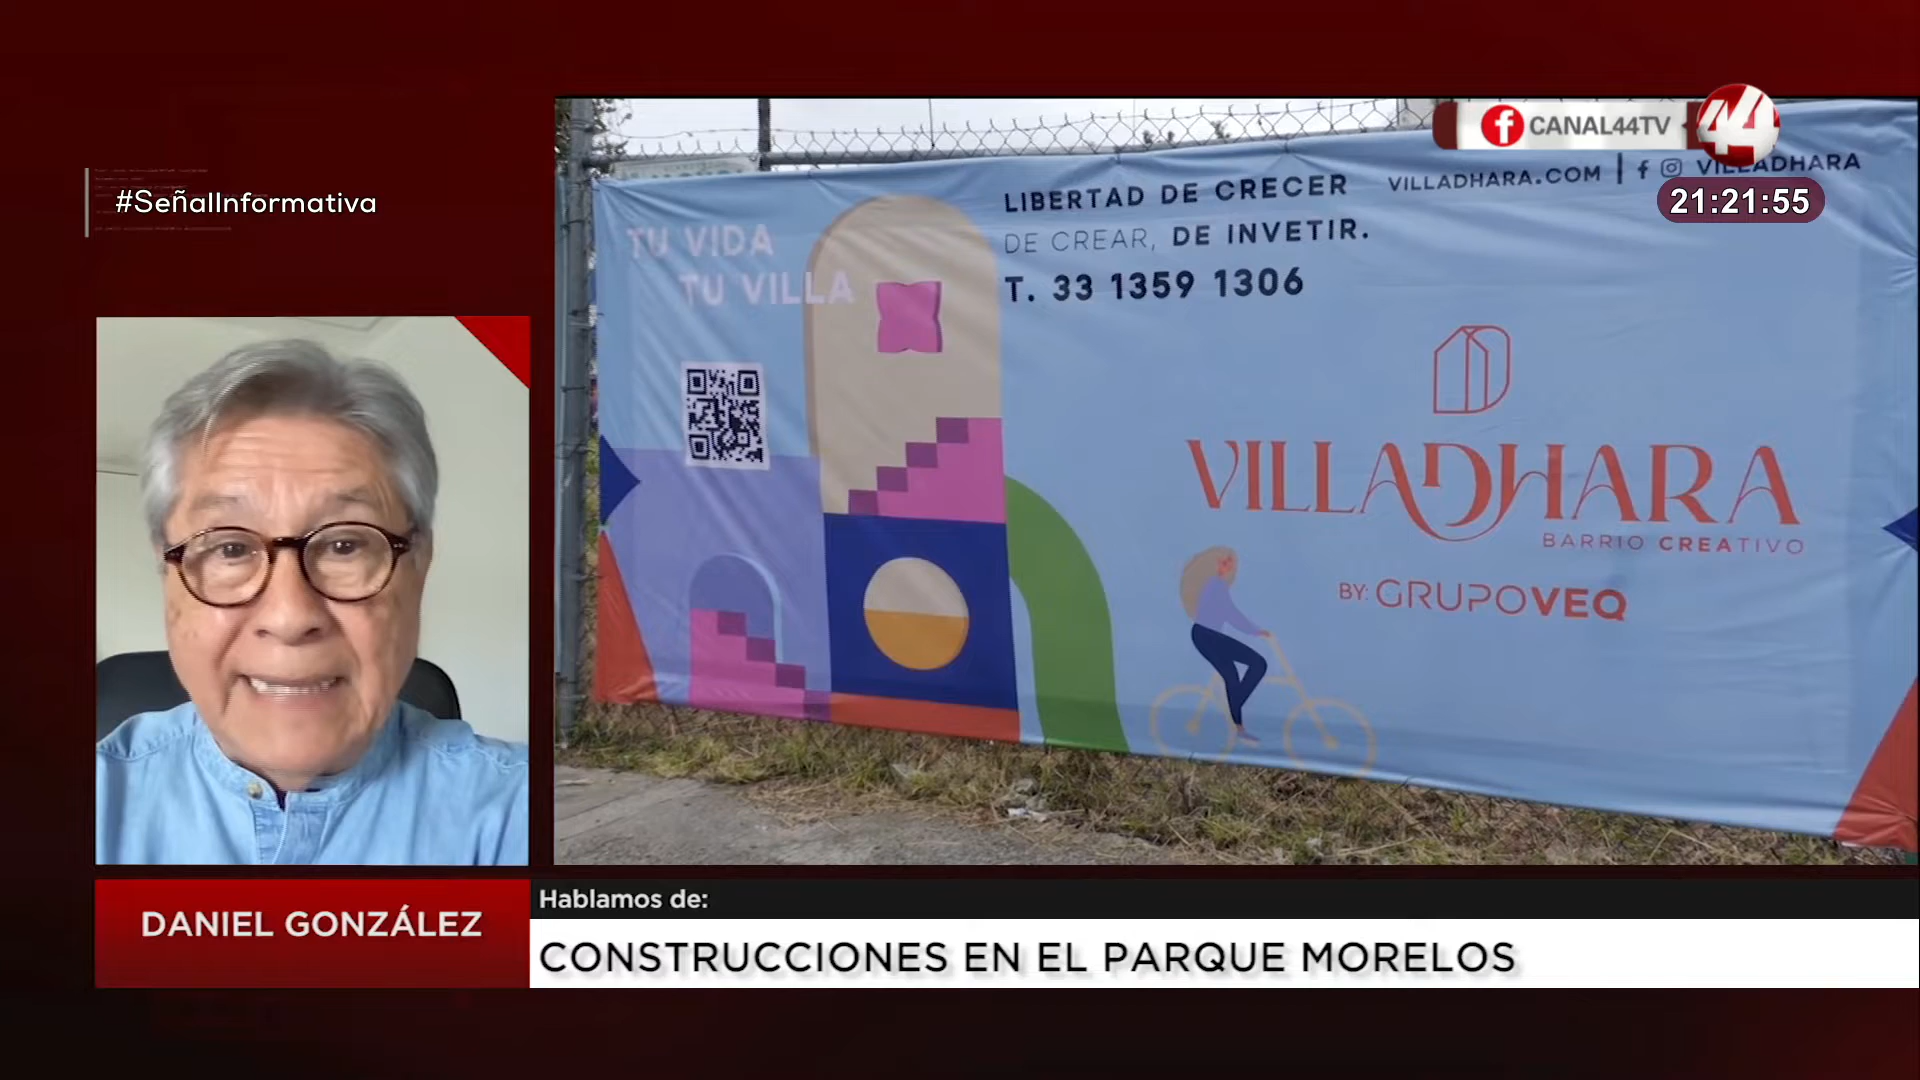 CANAL44TV
44
21:21:55
#SeñalInformativa
VILLADHARA.COM | f VILLADHARA
LIBERTAD DE CRECER
DE CREAR, DE INVETIR.
T. 33 1359 1306
TU VIDA
TU VILLA
VILLADHARA
BARRIO CREATIVO
BY: GRUPOVEQ
DANIEL GONZÁLEZ
Hablamos de:
CONSTRUCCIONES EN EL PARQUE MORELOS